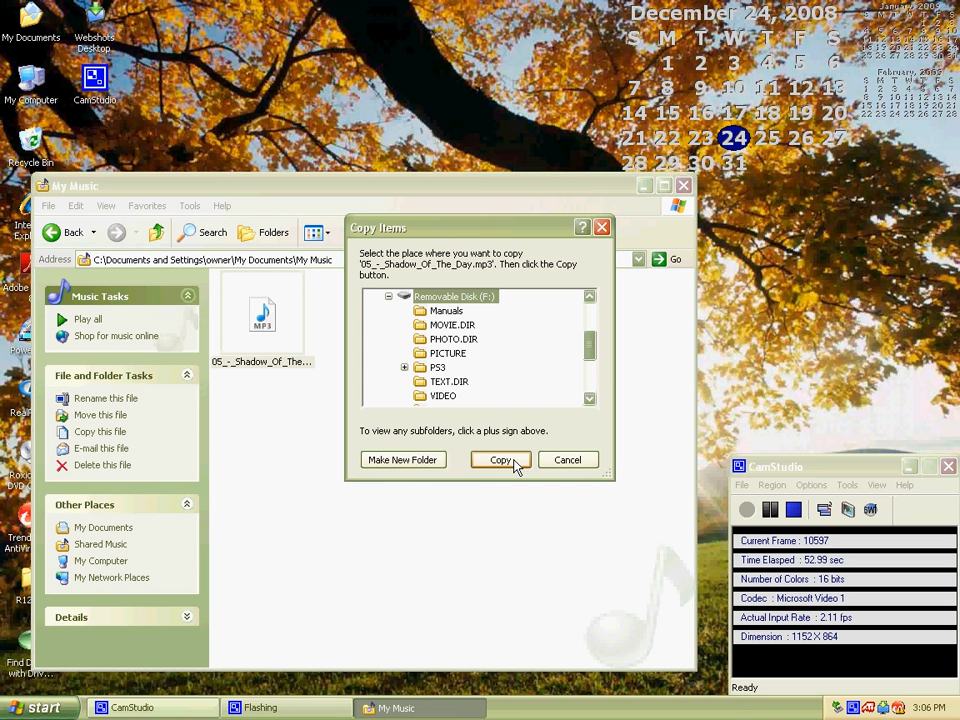 My Documents
Webshots
Desktop
My Computer
CamStudio
Recycle Bin
December 24, 2008
S M T W T F S
1 2 3 4 5 6
7 8 9 10 11 12 13
14 15 16 17 18 19 20
21 22 23 24 25 26 27
28 29 30 31
January 2009
February, 2009
My Music
File Edit View Favorites Tools Help
Back
Search
Folders
Address
C:\Documents and Settings\owner\My Documents\My Music
Go
Music Tasks
Play all
Shop for music online
File and Folder Tasks
Rename this file
Move this file
Copy this file
E-mail this file
Delete this file
Other Places
My Documents
Shared Music
My Computer
My Network Places
Details
MP3
05_-_Shadow_Of_The...
Copy Items
Select the place where you want to copy
'05_-_Shadow_Of_The_Day.mp3'. Then click the Copy
button.
Removable Disk (F:)
Manuals
MOVIE.DIR
PHOTO.DIR
PICTURE
PS3
TEXT.DIR
VIDEO
To view any subfolders, click a plus sign above.
Make New Folder
Copy
Cancel
CamStudio
File Region Options Tools View Help
Current Frame : 10597
Time Elasped : 52.99 sec
Number of Colors : 16 bits
Codec : Microsoft Video 1
Actual Input Rate : 2.11 fps
Dimension : 1152 X 864
Ready
Adobe
Find D
with Driv...
start
CamStudio
Flashing
My Music
3:06 PM